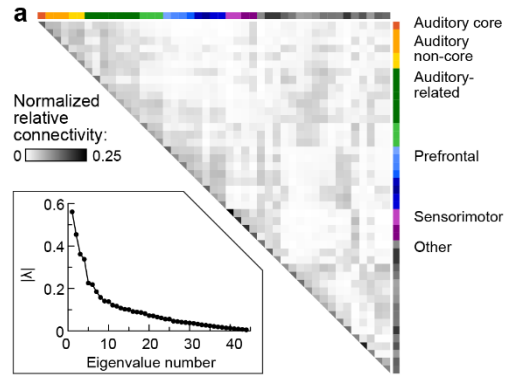 a
Auditory core
Auditory
non-core
Auditory-
related
Prefrontal
Sensorimotor
Other
Normalized
relative
connectivity:
0 0.25
0.6
0.4
0.2
0
|λ|
0 10 20 30 40
Eigenvalue number